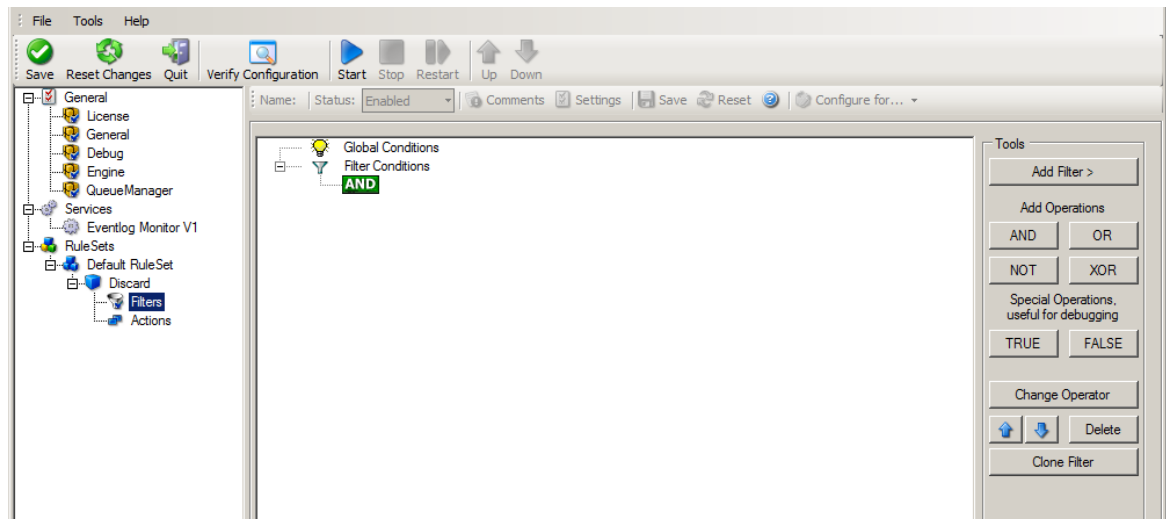 File Tools Help
Save Reset Changes Quit Verify Configuration Start Stop Restart Up Down
General
License
General
Debug
Engine
QueueManager
Services
Eventlog Monitor V1
RuleSets
Default RuleSet
Discard
Filters
Actions
Name: Status: Enabled Comments Settings Save Reset Configure for...
Global Conditions
Filter Conditions
AND
Tools
Add Filter >
Add Operations
AND OR
NOT XOR
Special Operations,
useful for debugging
TRUE FALSE
Change Operator
Delete
Clone Filter